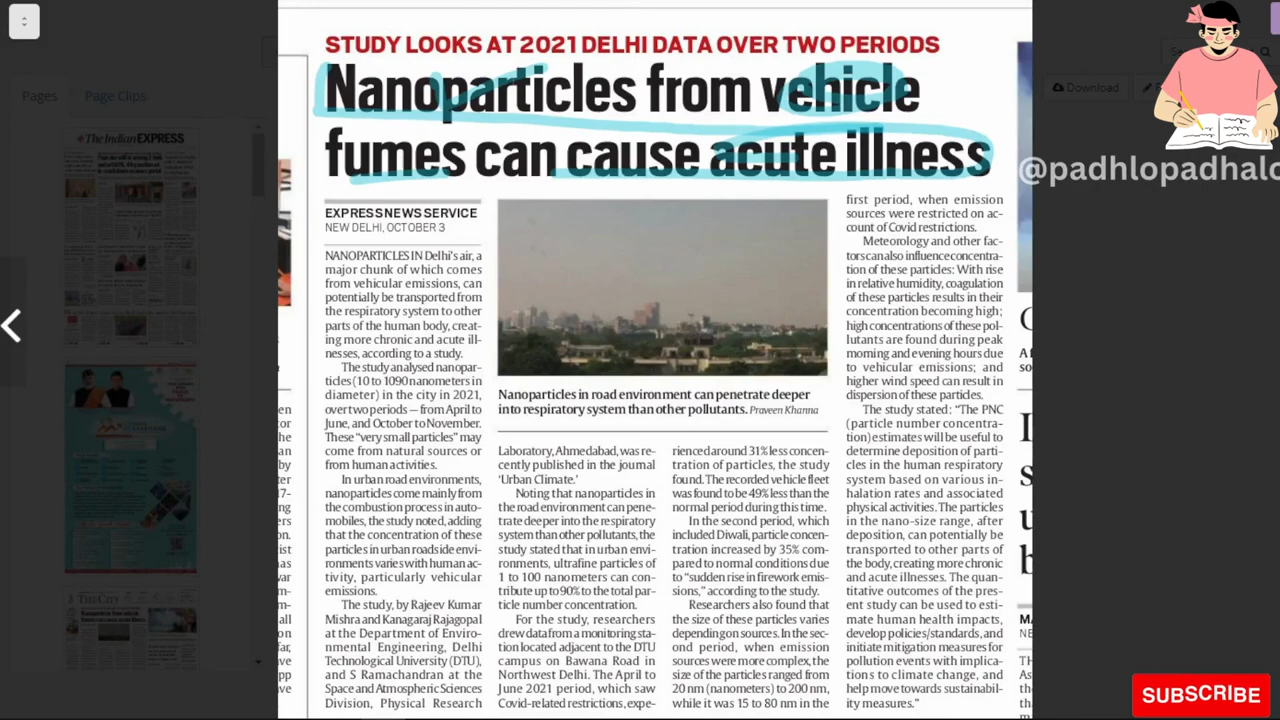 STUDY LOOKS AT 2021 DELHI DATA OVER TWO PERIODS
Nanoparticles from vehicle
fumes can cause acute illness
EXPRESS NEWS SERVICE
NEW DELHI, OCTOBER 3
NANOPARTICLES IN Delhi's air, a
major chunk of which comes
from vehicular emissions, can
potentially be transported from
the respiratory system to other
parts of the human body, creat-
ing more chronic and acute ill-
nesses, according to a study.
The study analysed nanopar-
ticles (10 to 1090 nanometers in
diameter) in the city in 2021,
over two periods — from April to
June, and October to November.
These "very small particles" may
come from natural sources or
from human activities.
In urban road environments,
nanoparticles come mainly from
the combustion process in auto-
mobiles, the study noted, adding
that the concentration of these
particles in urban roadside envi-
ronments varies with human ac-
tivity, particularly vehicular
emissions.
The study, by Rajeev Kumar
Mishra and Kanagaraj Rajagopal
at the Department of Enviro-
nmental Engineering, Delhi
Technological University (DTU),
and S Ramachandran at the
Space and Atmospheric Sciences
Division, Physical Research
Nanoparticles in road environment can penetrate deeper
into respiratory system than other pollutants. Praveen Khanna
Laboratory, Ahmedabad, was re-
cently published in the journal
'Urban Climate.'
Noting that nanoparticles in
the road environment can pene-
trate deeper into the respiratory
system than other pollutants, the
study stated that in urban envi-
ronments, ultrafine particles of
1 to 100 nanometers can con-
tribute up to 90% to the total par-
ticle number concentration.
For the study, researchers
drew data from a monitoring sta-
tion located adjacent to the DTU
campus on Bawana Road in
Northwest Delhi. The April to
June 2021 period, which saw
Covid-related restrictions, expe-
rienced around 31% less concen-
tration of particles, the study
found. The recorded vehicle fleet
was found to be 49% less than the
normal period during this time.
In the second period, which
included Diwali, particle concen-
tration increased by 35% com-
pared to normal conditions due
to "sudden rise in firework emis-
sions," according to the study.
Researchers also found that
the size of these particles varies
depending on sources. In the sec-
ond period, when emission
sources were more complex, the
size of the particles ranged from
20 nm (nanometers) to 200 nm,
while it was 15 to 80 nm in the
first period, when emission
sources were restricted on ac-
count of Covid restrictions.
Meteorology and other fac-
tors can also influence concentra-
tion of these particles: With rise
in relative humidity, coagulation
of these particles results in their
concentration becoming high;
high concentrations of these pol-
lutants are found during peak
morning and evening hours due
to vehicular emissions; and
higher wind speed can result in
dispersion of these particles.
The study stated: "The PNC
(particle number concentra-
tion) estimates will be useful to
determine deposition of parti-
cles in the human respiratory
system based on various in-
halation rates and associated
physical activities. The particles
in the nano-size range, after
deposition, can potentially be
transported to other parts of
the body, creating more chronic
and acute illnesses. The quan-
titative outcomes of the pres-
ent study can be used to esti-
mate human health impacts,
develop policies/standards, and
initiate mitigation measures for
pollution events with implica-
tions to climate change, and
help move towards sustainabil-
ity measures."
Pages
Page Clips
The Indian EXPRESS
THE CITY
Download
@padhlopadhalo
SUBSCRIBE